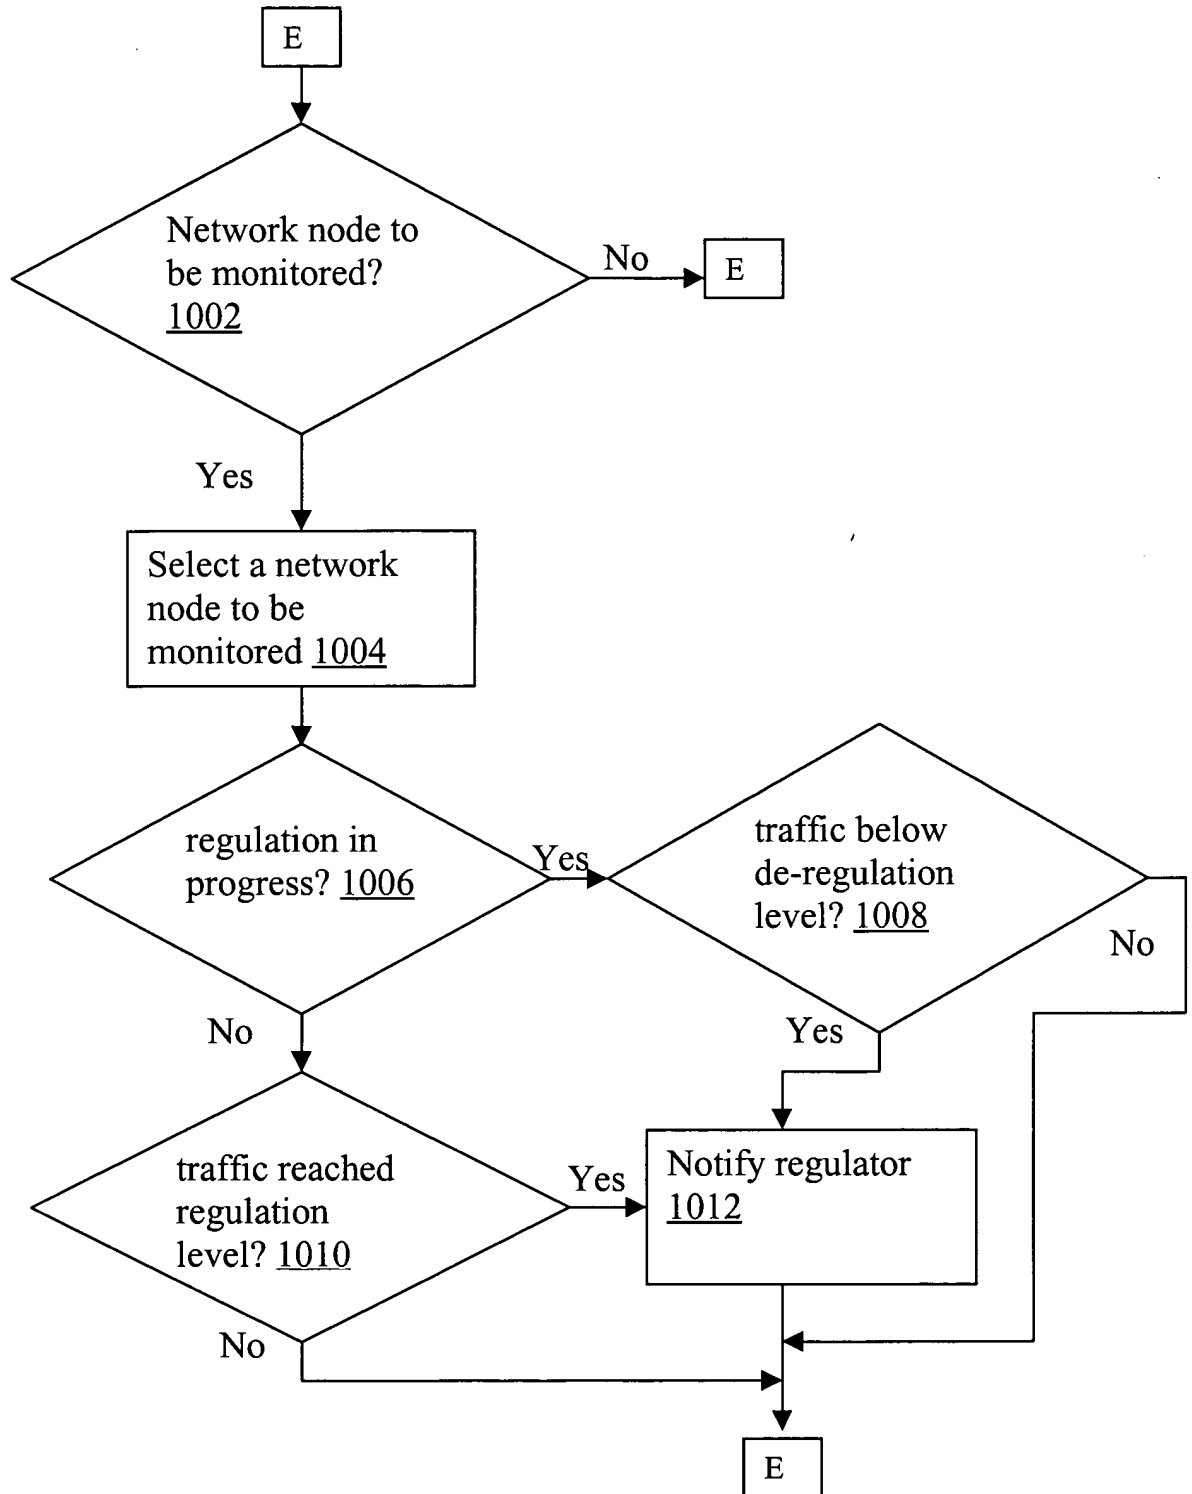 E
Network node to
be monitored?
1002
No
E
Yes
Select a network
node to be
monitored 1004
regulation in
progress? 1006
Yes
traffic below
de-regulation
level? 1008
No
No
Yes
traffic reached
regulation
level? 1010
Yes
Notify regulator
1012
No
E